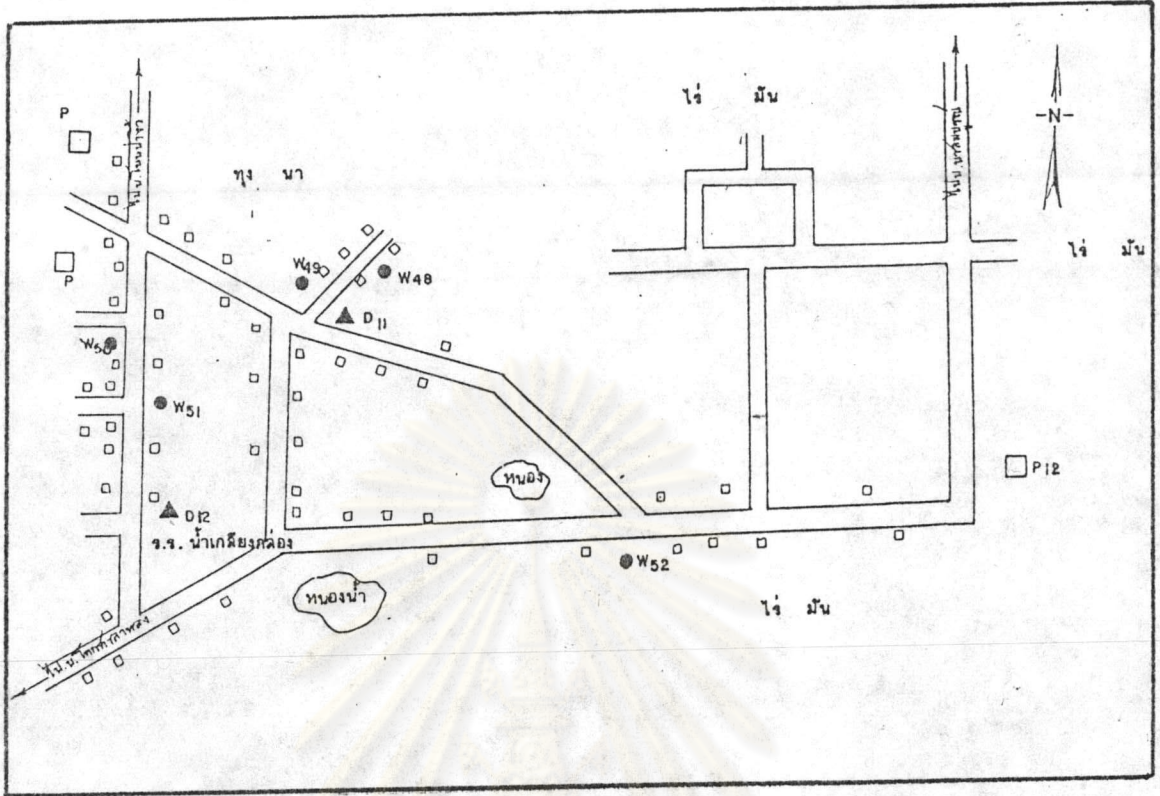 ไร่ มัน
P
-N-
ทุง นา
ไร่ มัน
W49
W48
P
D11
W50
W51
หนอง
P12
D12
ร.ร. น้ำเกลียงกล่อง
W52
หนองน้ำ
ไร่ มัน